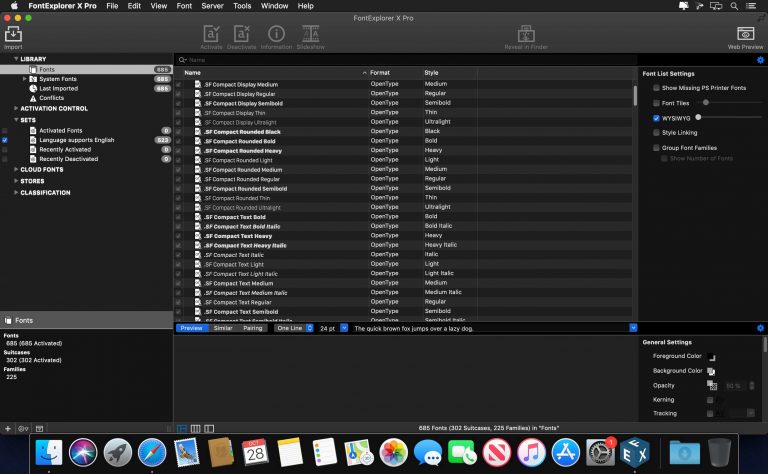 FontExplorer X Pro File Edit View Font Server Tools Window Help
FontExplorer X Pro
Import Activate Deactivate Information Slideshow Reveal in Finder Web Preview
Name
LIBRARY
Fonts 685
System Fonts 685
Last Imported 685
Conflicts
ACTIVATION CONTROL
SETS
Activated Fonts 0
Language supports English 523
Recently Activated 0
Recently Deactivated 0
CLOUD FONTS
STORES
CLASSIFICATION
Name Format Style
.SF Compact Display Medium OpenType Medium
.SF Compact Display Regular OpenType Regular
.SF Compact Display Semibold OpenType Semibold
.SF Compact Display Thin OpenType Thin
.SF Compact Display Ultralight OpenType Ultralight
.SF Compact Rounded Black OpenType Black
.SF Compact Rounded Bold OpenType Bold
.SF Compact Rounded Heavy OpenType Heavy
.SF Compact Rounded Light OpenType Light
.SF Compact Rounded Medium OpenType Medium
.SF Compact Rounded Regular OpenType Regular
.SF Compact Rounded Semibold OpenType Semibold
.SF Compact Rounded Thin OpenType Thin
.SF Compact Rounded Ultralight OpenType Ultralight
.SF Compact Text Bold OpenType Bold
.SF Compact Text Bold Italic OpenType Bold Italic
.SF Compact Text Heavy OpenType Heavy
.SF Compact Text Heavy Italic OpenType Heavy Italic
.SF Compact Text Italic OpenType Italic
.SF Compact Text Light OpenType Light
.SF Compact Text Light Italic OpenType Light Italic
.SF Compact Text Medium OpenType Medium
.SF Compact Text Medium Italic OpenType Medium Italic
.SF Compact Text Regular OpenType Regular
.SF Compact Text Semibold OpenType Semibold
.SF Compact Text Semibold Italic OpenType Semibold Italic
Font List Settings
Show Missing PS Printer Fonts
Font Tiles
WYSIWYG
Style Linking
Group Font Families
Show Number of Fonts
Fonts
Fonts
685 (685 Activated)
Suitcases
302 (302 Activated)
Families
225
Preview Similar Pairing One Line 24 pt The quick brown fox jumps over a lazy dog.
General Settings
Foreground Color
Background Color
Opacity 50 %
Kerning
Tracking
685 Fonts (302 Suitcases, 225 Families) in "Fonts"
OCT
28
1
FEX